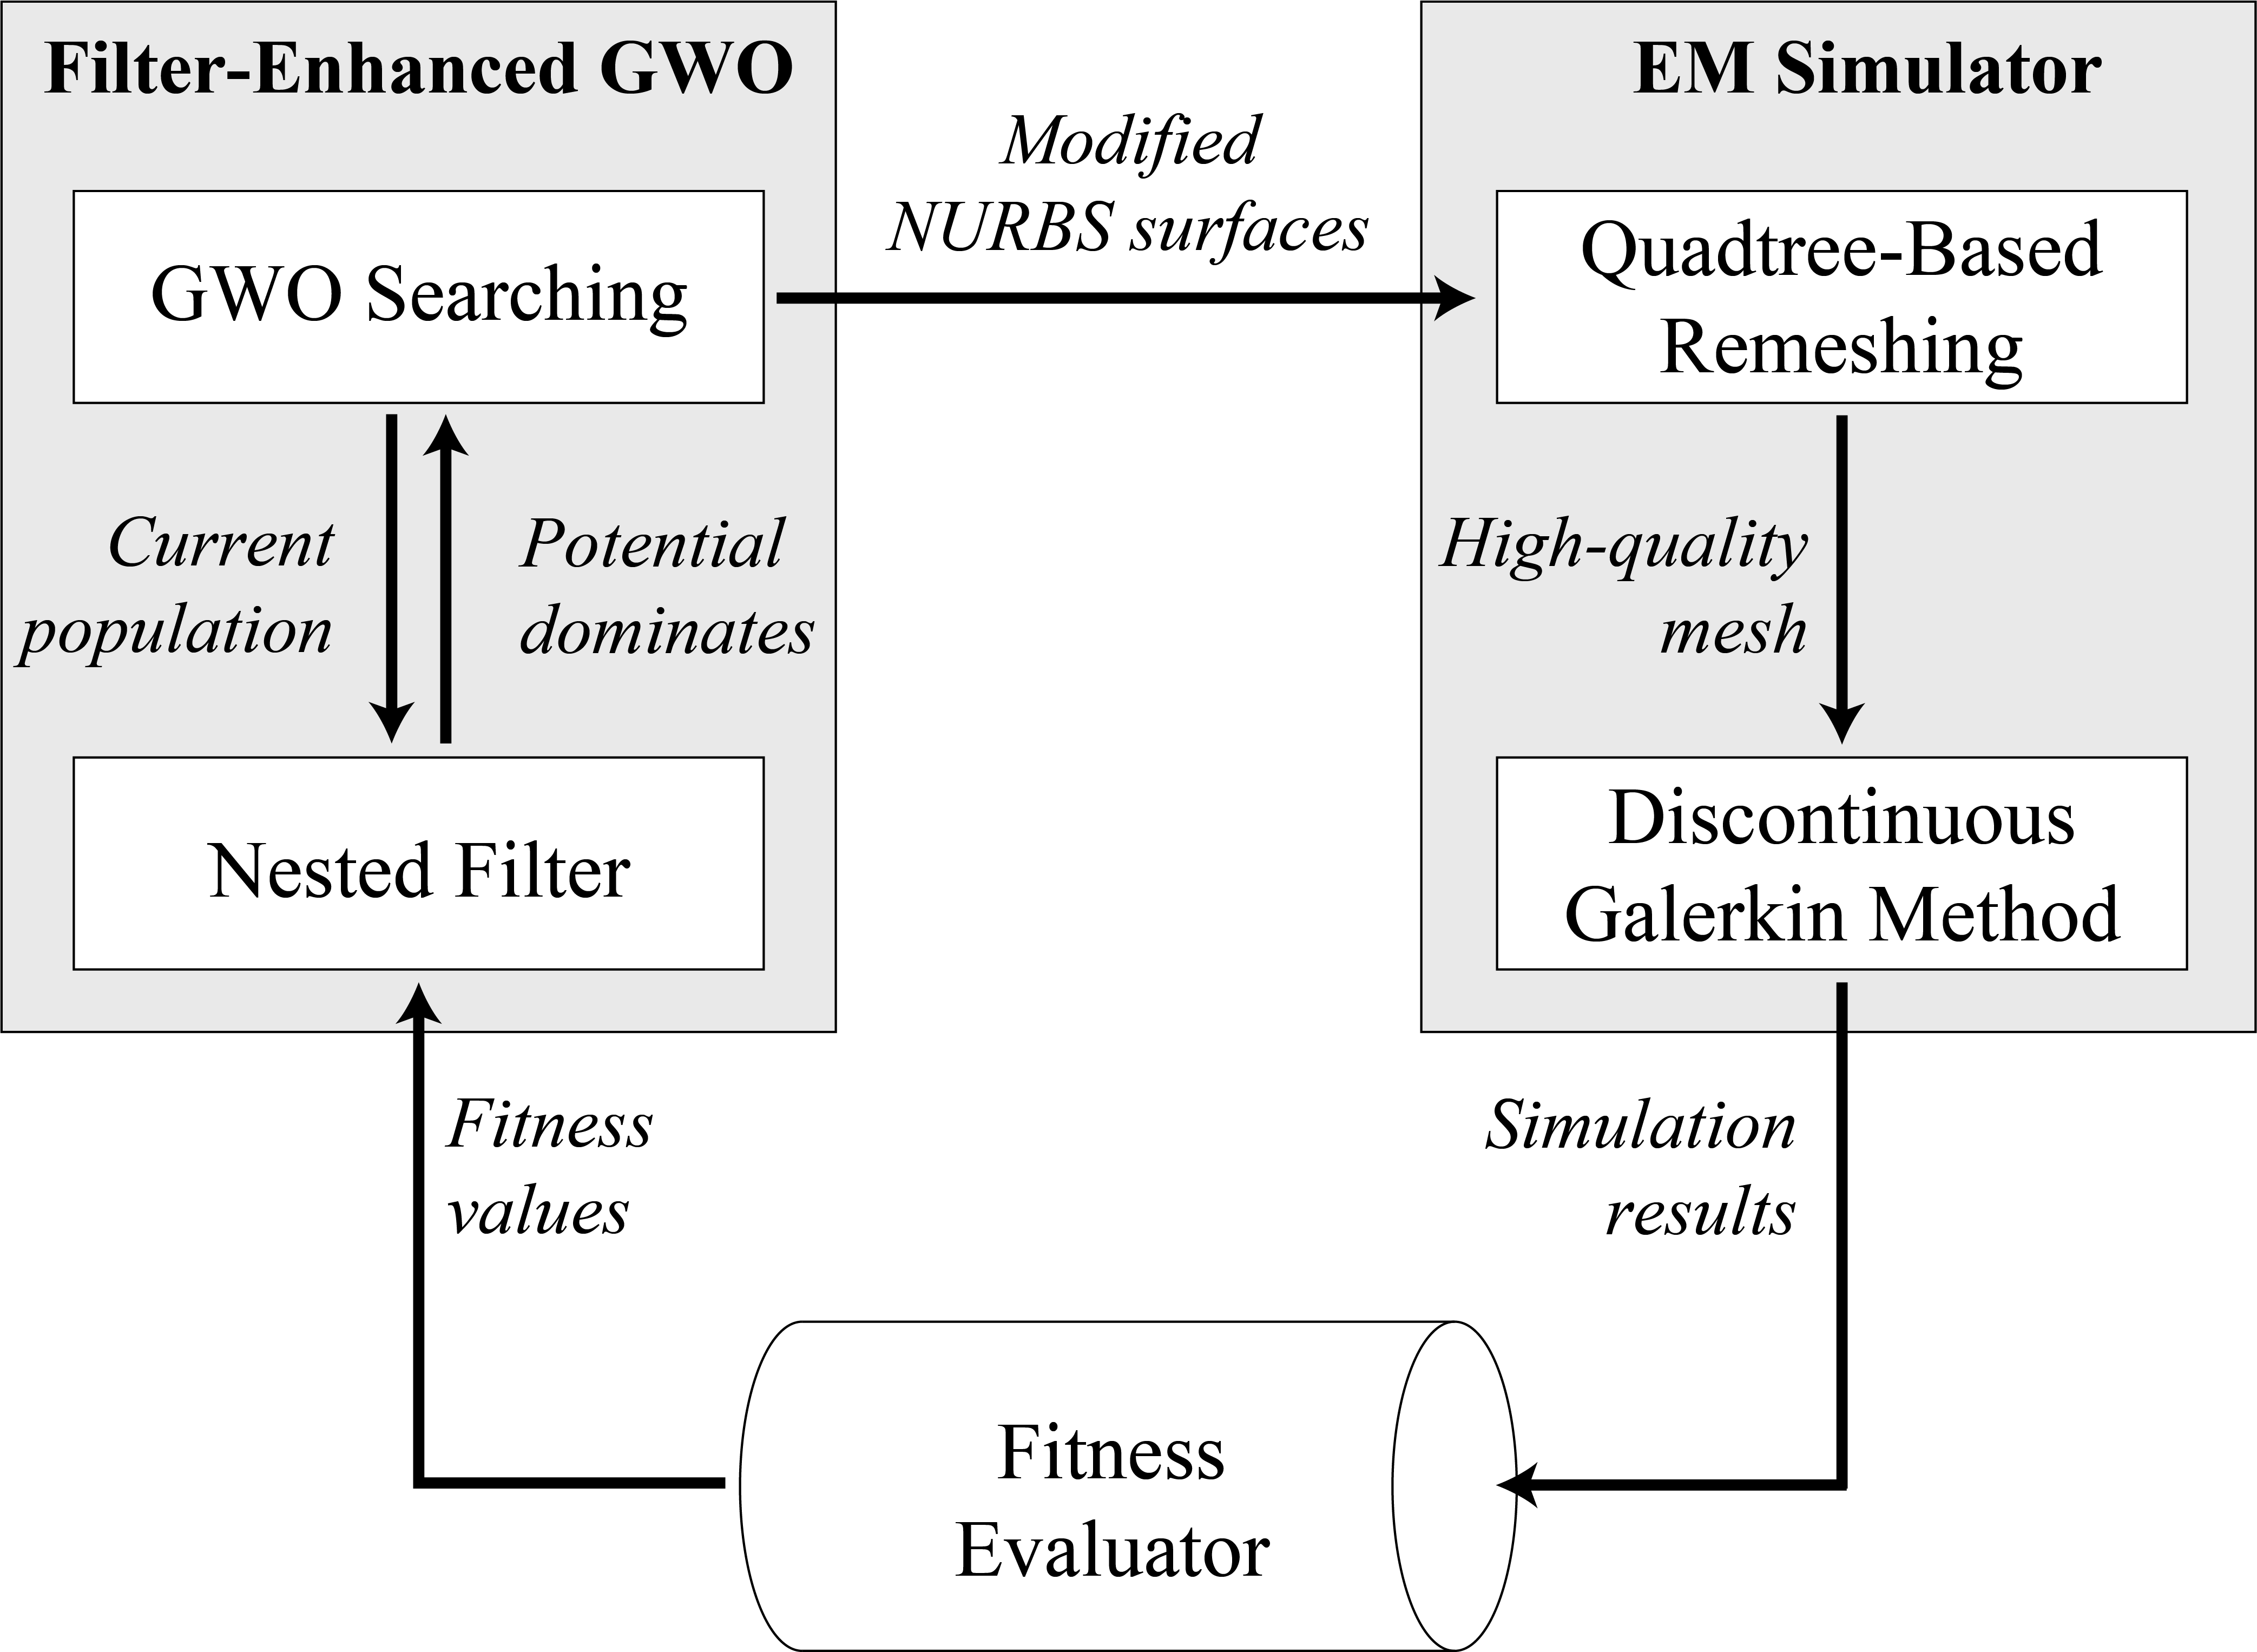 Filter-Enhanced GWO
EM Simulator
Modified
NURBS surfaces
GWO Searching
Quadtree-Based
Remeshing
Current
population
Potential
dominates
High-quality
mesh
Nested Filter
Discontinuous
Galerkin Method
Fitness
values
Simulation
results
Fitness
Evaluator